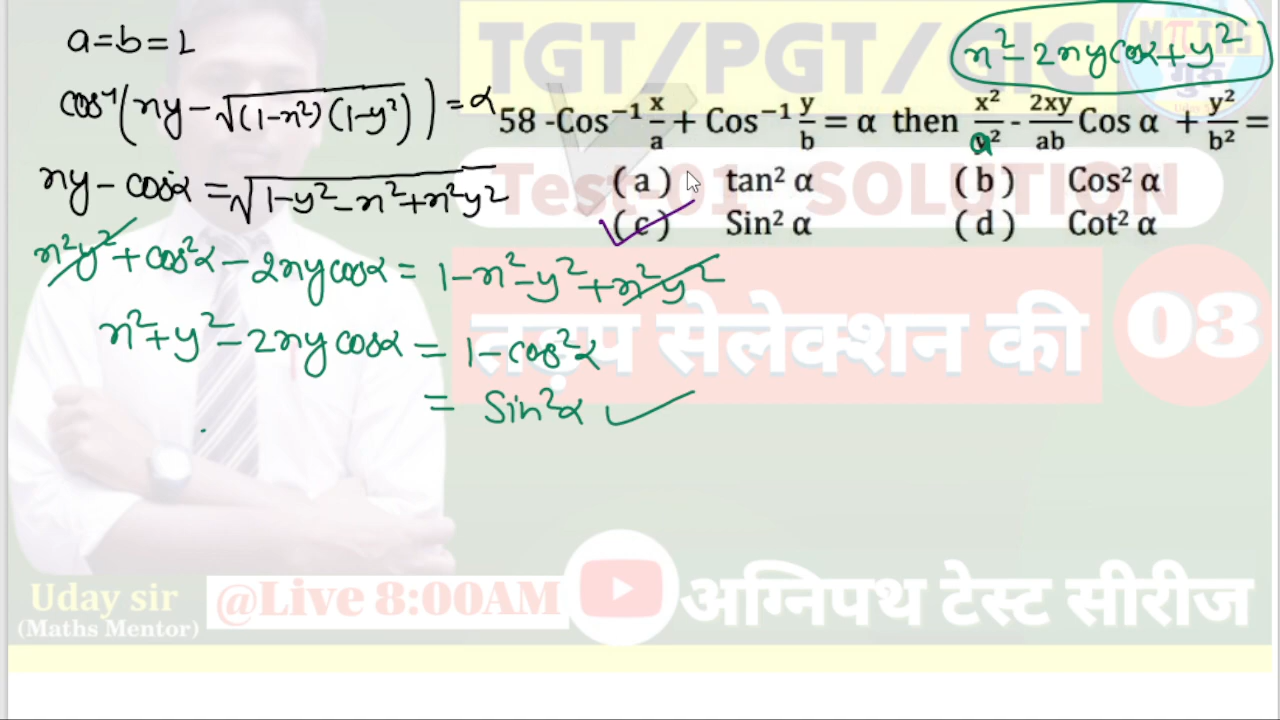 TGT/PGT/GIC
MπTHS
गुरु
a=b=1
x² - 2xycosα + y²
cos⁻¹(xy - √(1-x²)(1-y²)) = α
58 -Cos⁻¹ x/a + Cos⁻¹ y/b = α then x²/a² - 2xy/ab Cos α + y²/b² =
xy - cosα = √1-y²-x²+x²y²
(a) tan² α (b) Cos² α
Test-01 SOLUTION
(c) Sin² α (d) Cot² α
x²y² + cos²α - 2xycosα = 1-x²-y²+x²y²
x²+y²-2xycosα = 1-cos²α
तड़प सेलेक्शन की 03
= Sin²α ✓
Uday sir
(Maths Mentor)
@Live 8:00AM
अग्निपथ टेस्ट सीरीज